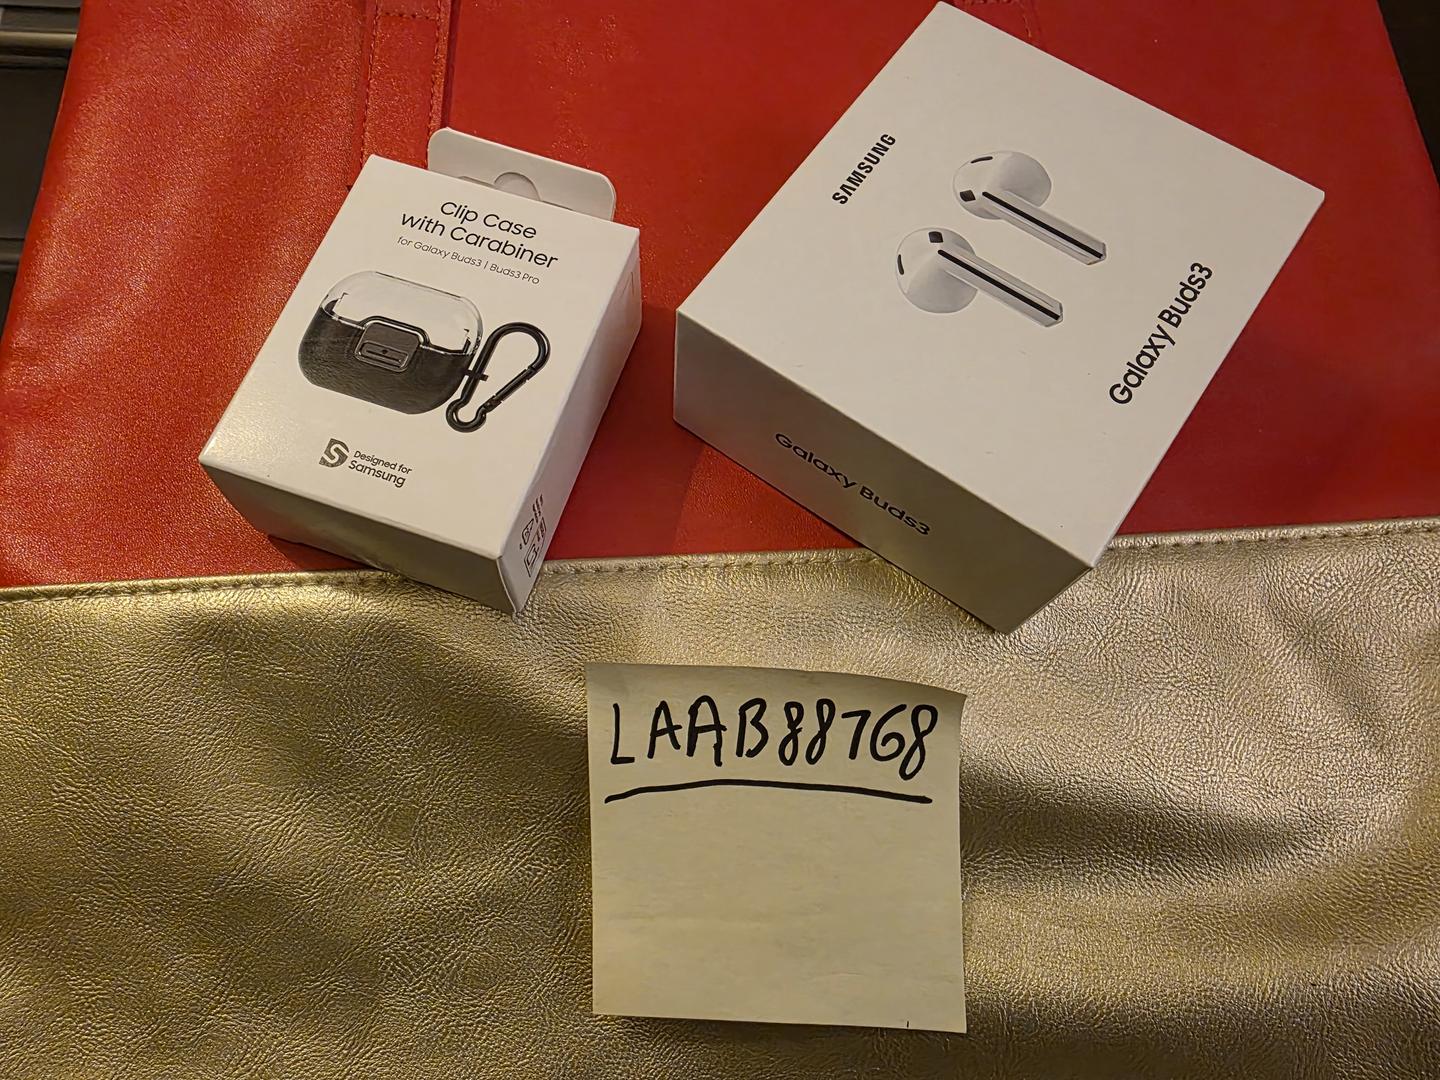 Clip Case
with Carabiner
for Galaxy Buds3 | Buds3 Pro
Designed for
Samsung
SAMSUNG
Galaxy Buds3
Galaxy Buds3
LAAB88768